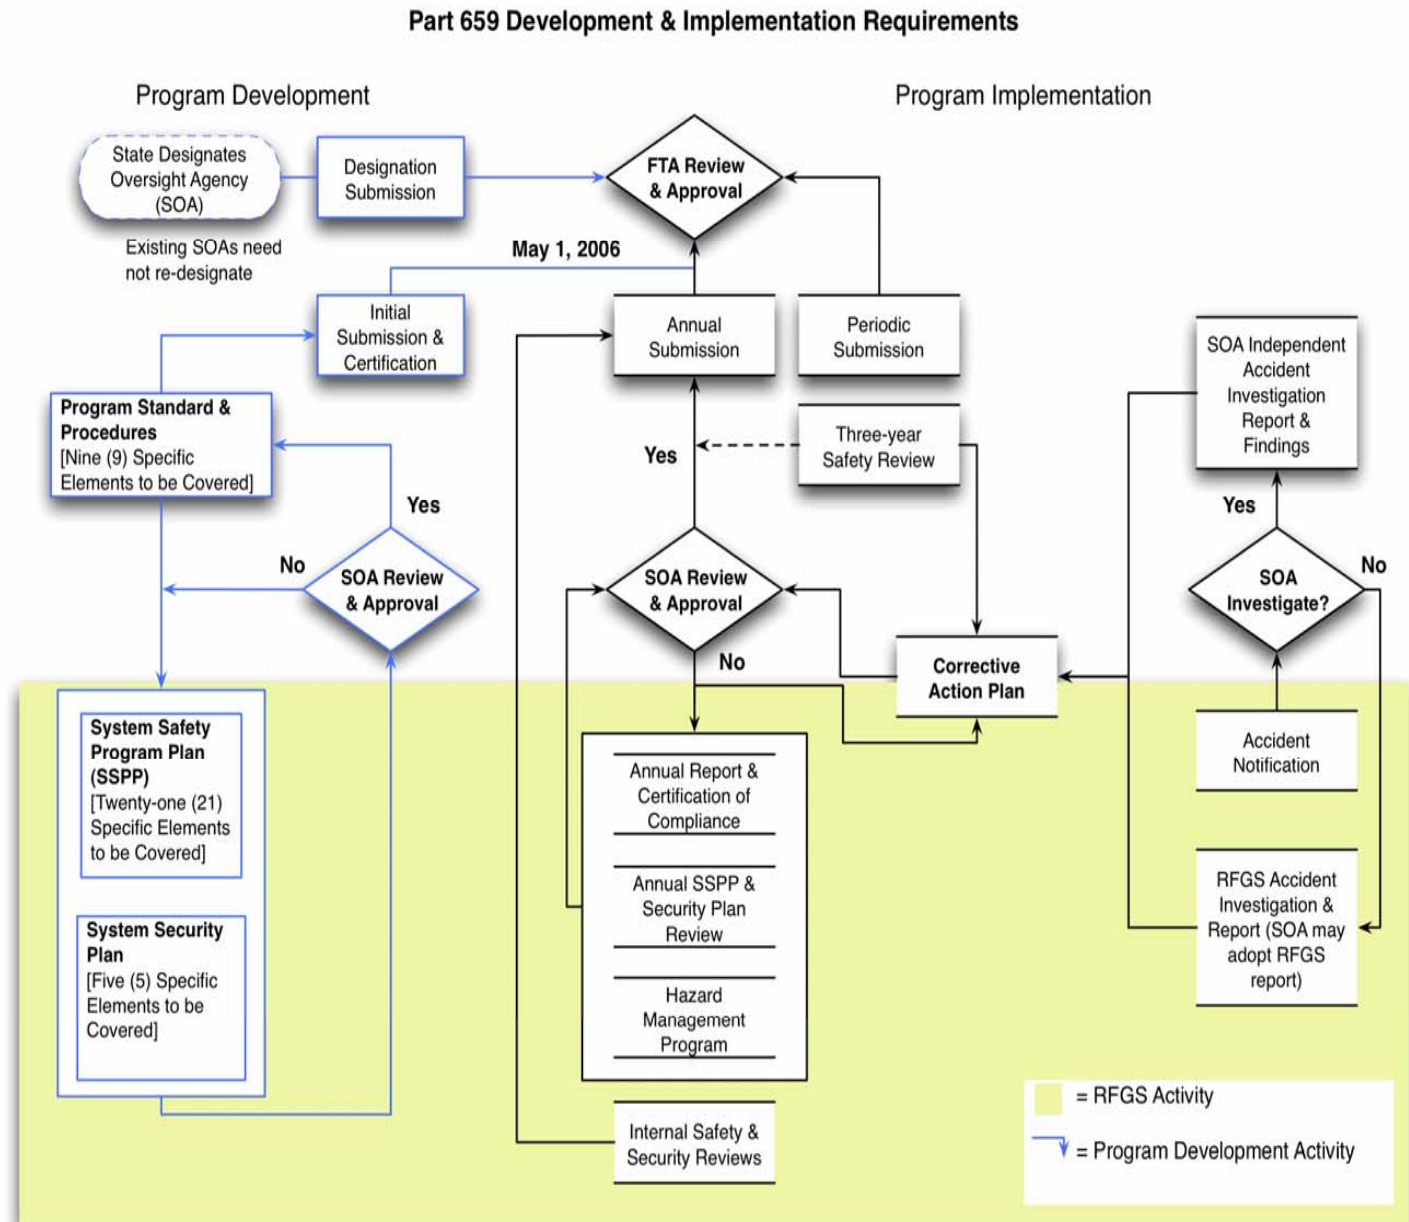 Part 659 Development & Implementation Requirements
Program Development
Program Implementation
State Designates
Oversight Agency
(SOA)
Designation
Submission
FTA Review
& Approval
Existing SOAs need
not re-designate
May 1, 2006
Initial
Submission &
Certification
Annual
Submission
Periodic
Submission
SOA Independent
Accident
Investigation
Report &
Findings
Program Standard &
Procedures
[Nine (9) Specific
Elements to be Covered]
Three-year
Safety Review
Yes
Yes
Yes
No
SOA Review
& Approval
SOA Review
& Approval
SOA
Investigate?
No
No
Corrective
Action Plan
System Safety
Program Plan
(SSPP)
[Twenty-one (21)
Specific Elements
to be Covered]
Accident
Notification
Annual Report &
Certification of
Compliance
Annual SSPP &
Security Plan
Review
Hazard
Management
Program
RFGS Accident
Investigation &
Report (SOA may
adopt RFGS
report)
System Security
Plan
[Five (5) Specific
Elements to be
Covered]
Internal Safety &
Security Reviews
= RFGS Activity
= Program Development Activity